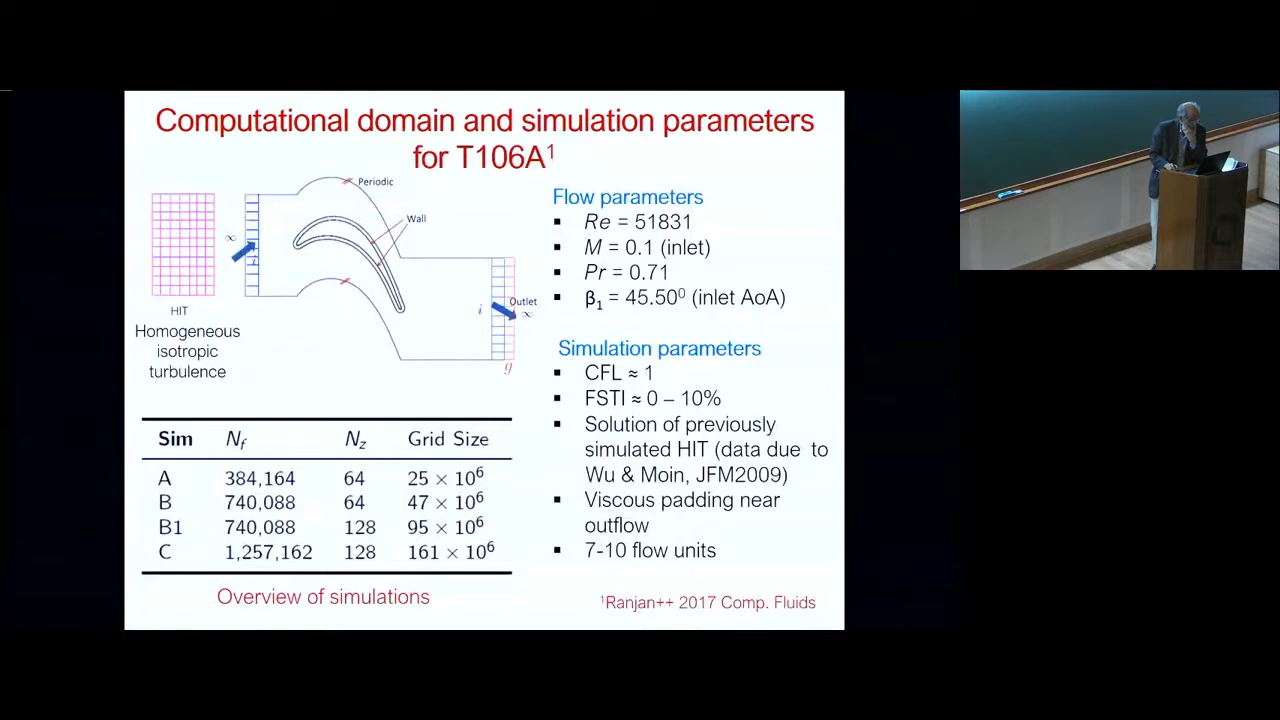 Computational domain and simulation parameters
for T106A¹
Periodic
Wall
∞
i
HIT
Homogeneous
isotropic
turbulence
i
Outlet
∞
g
Flow parameters
▪ Re = 51831
▪ M = 0.1 (inlet)
▪ Pr = 0.71
▪ β₁ = 45.50⁰ (inlet AoA)
Simulation parameters
▪ CFL ≈ 1
▪ FSTI ≈ 0 – 10%
▪ Solution of previously
simulated HIT (data due to
Wu & Moin, JFM2009)
▪ Viscous padding near
outflow
▪ 7-10 flow units
Sim N_f N_z Grid Size
A 384,164 64 25 × 10⁶
B 740,088 64 47 × 10⁶
B1 740,088 128 95 × 10⁶
C 1,257,162 128 161 × 10⁶
Overview of simulations
¹Ranjan++ 2017 Comp. Fluids